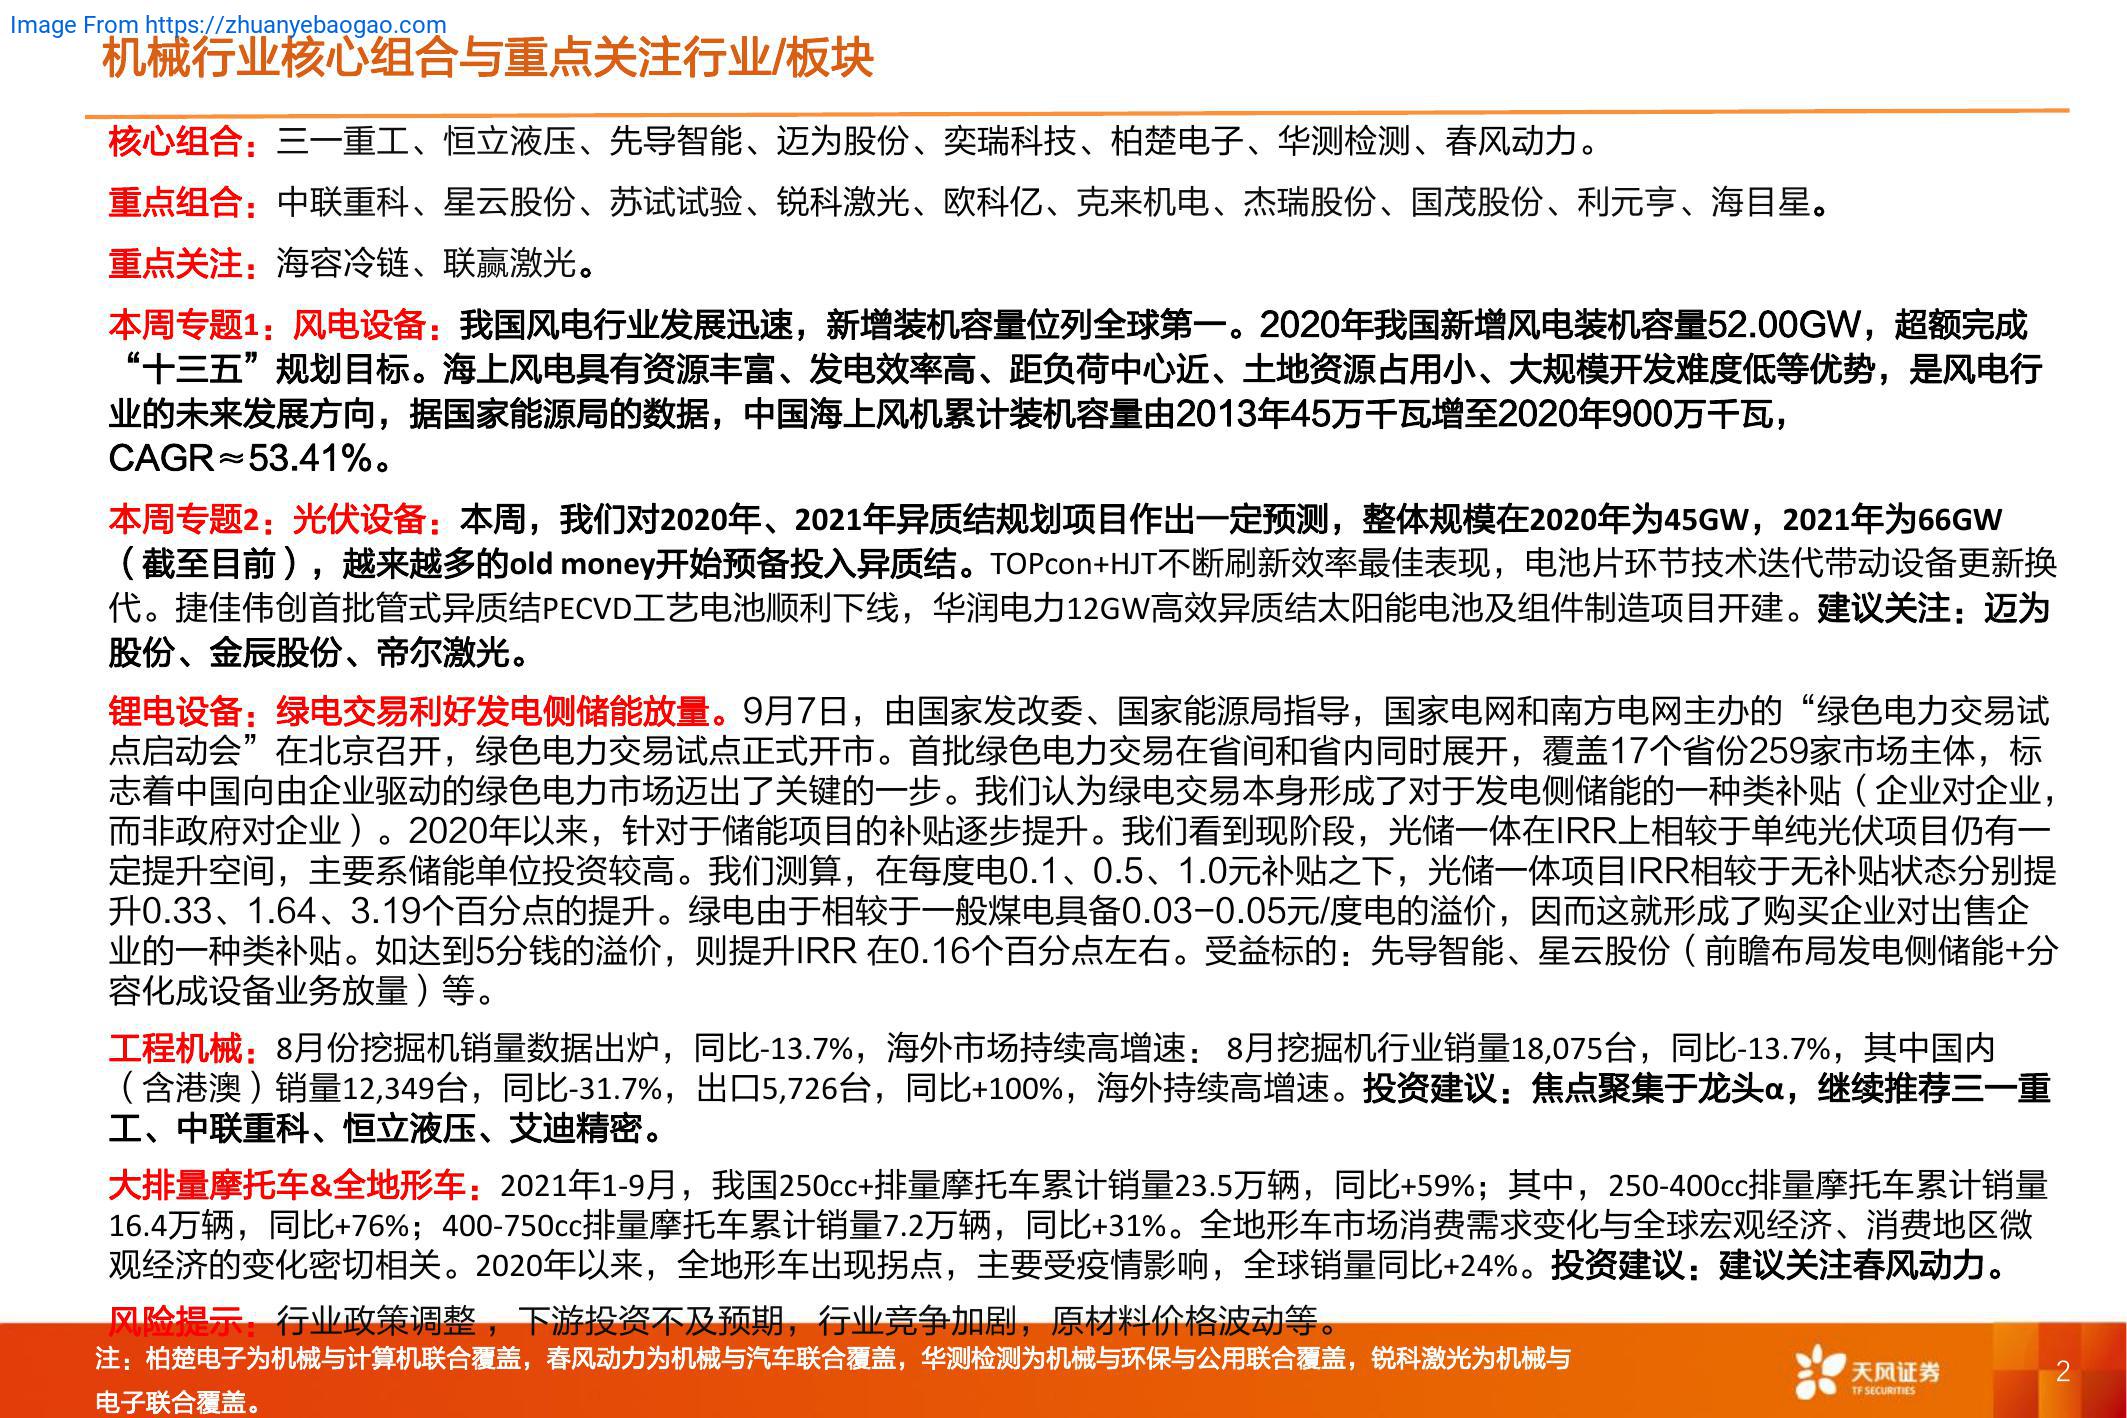 Image From https://zhuanyebaogao.com
机械行业核心组合与重点关注行业/板块
核心组合：三一重工、恒立液压、先导智能、迈为股份、奕瑞科技、柏楚电子、华测检测、春风动力。
重点组合：中联重科、星云股份、苏试试验、锐科激光、欧科亿、克来机电、杰瑞股份、国茂股份、利元亨、海目星。
重点关注：海容冷链、联赢激光。
本周专题1：风电设备：我国风电行业发展迅速，新增装机容量位列全球第一。2020年我国新增风电装机容量52.00GW，超额完成
“十三五”规划目标。海上风电具有资源丰富、发电效率高、距负荷中心近、土地资源占用小、大规模开发难度低等优势，是风电行
业的未来发展方向，据国家能源局的数据，中国海上风机累计装机容量由2013年45万千瓦增至2020年900万千瓦，
CAGR≈53.41%。
本周专题2：光伏设备：本周，我们对2020年、2021年异质结规划项目作出一定预测，整体规模在2020年为45GW，2021年为66GW
（截至目前），越来越多的old money开始预备投入异质结。TOPcon+HJT不断刷新效率最佳表现，电池片环节技术迭代带动设备更新换
代。捷佳伟创首批管式异质结PECVD工艺电池顺利下线，华润电力12GW高效异质结太阳能电池及组件制造项目开建。建议关注：迈为
股份、金辰股份、帝尔激光。
锂电设备：绿电交易利好发电侧储能放量。9月7日，由国家发改委、国家能源局指导，国家电网和南方电网主办的“绿色电力交易试
点启动会”在北京召开，绿色电力交易试点正式开市。首批绿色电力交易在省间和省内同时展开，覆盖17个省份259家市场主体，标
志着中国向由企业驱动的绿色电力市场迈出了关键的一步。我们认为绿电交易本身形成了对于发电侧储能的一种类补贴（企业对企业，
而非政府对企业）。2020年以来，针对于储能项目的补贴逐步提升。我们看到现阶段，光储一体在IRR上相较于单纯光伏项目仍有一
定提升空间，主要系储能单位投资较高。我们测算，在每度电0.1、0.5、1.0元补贴之下，光储一体项目IRR相较于无补贴状态分别提
升0.33、1.64、3.19个百分点的提升。绿电由于相较于一般煤电具备0.03-0.05元/度电的溢价，因而这就形成了购买企业对出售企
业的一种类补贴。如达到5分钱的溢价，则提升IRR 在0.16个百分点左右。受益标的：先导智能、星云股份（前瞻布局发电侧储能+分
容化成设备业务放量）等。
工程机械：8月份挖掘机销量数据出炉，同比-13.7%，海外市场持续高增速： 8月挖掘机行业销量18,075台，同比-13.7%，其中国内
（含港澳）销量12,349台，同比-31.7%，出口5,726台，同比+100%，海外持续高增速。投资建议：焦点聚集于龙头α，继续推荐三一重
工、中联重科、恒立液压、艾迪精密。
大排量摩托车&全地形车：2021年1-9月，我国250cc+排量摩托车累计销量23.5万辆，同比+59%；其中，250-400cc排量摩托车累计销量
16.4万辆，同比+76%；400-750cc排量摩托车累计销量7.2万辆，同比+31%。全地形车市场消费需求变化与全球宏观经济、消费地区微
观经济的变化密切相关。2020年以来，全地形车出现拐点，主要受疫情影响，全球销量同比+24%。投资建议：建议关注春风动力。
风险提示：行业政策调整 ，下游投资不及预期，行业竞争加剧，原材料价格波动等。
注：柏楚电子为机械与计算机联合覆盖，春风动力为机械与汽车联合覆盖，华测检测为机械与环保与公用联合覆盖，锐科激光为机械与
电子联合覆盖。
天风证券
TF SECURITIES
2